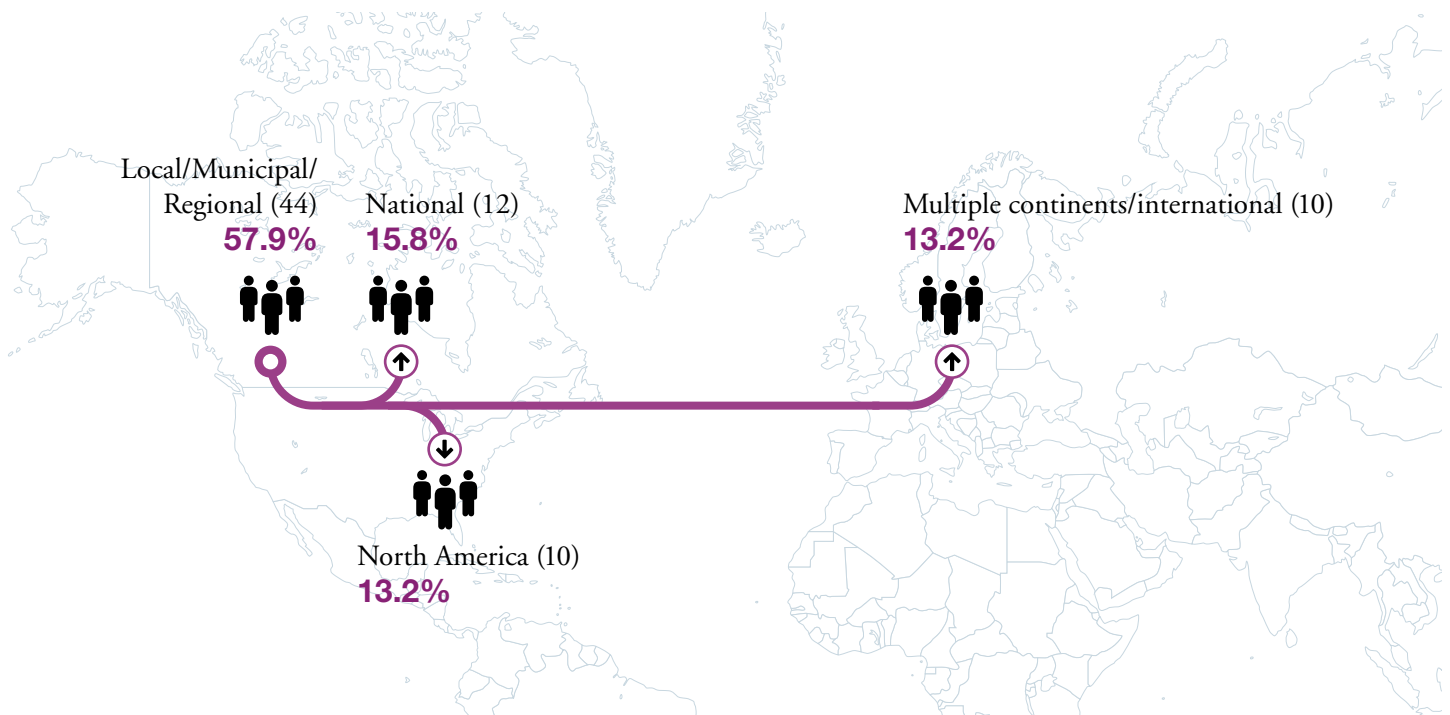 Local/Municipal/
Regional (44)
57.9%
National (12)
15.8%
Multiple continents/international (10)
13.2%
North America (10)
13.2%